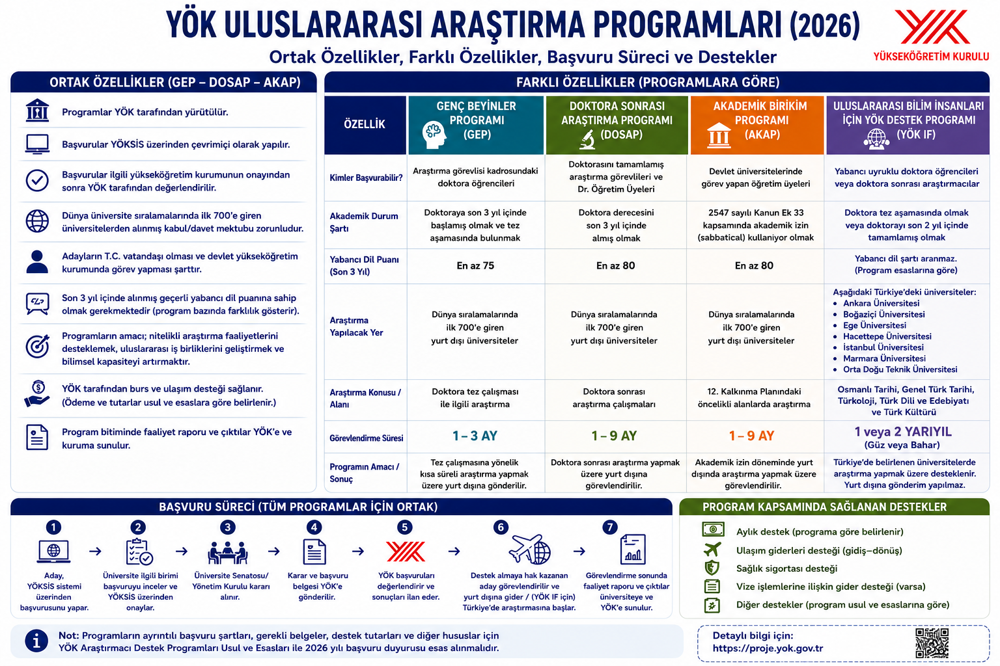 YÖK ULUSLARARASI ARAŞTIRMA PROGRAMLARI (2026)
Ortak Özellikler, Farklı Özellikler, Başvuru Süreci ve Destekler
YÜKSEKÖĞRETİM KURULU
ORTAK ÖZELLİKLER (GEP – DOSAP – AKAP)
Programlar YÖK tarafından yürütülür.
Başvurular YÖKSİS üzerinden çevrimiçi olarak yapılır.
Başvurular ilgili yükseköğretim kurumunun onayından
sonra YÖK tarafından değerlendirilir.
Dünya üniversite sıralamalarında ilk 700'e giren
üniversitelerden alınmış kabul/davet mektubu zorunludur.
Adayların T.C. vatandaşı olması ve devlet yükseköğretim
kurumunda görev yapması şarttır.
Son 3 yıl içinde alınmış geçerli yabancı dil puanına sahip
olmak gerekmektedir (program bazında farklılık gösterir).
Programların amacı; nitelikli araştırma faaliyetlerini
desteklemek, uluslararası iş birliklerini geliştirmek ve
bilimsel kapasiteyi artırmaktır.
YÖK tarafından burs ve ulaşım desteği sağlanır.
(Ödeme ve tutarlar usul ve esaslara göre belirlenir.)
Program bitiminde faaliyet raporu ve çıktılar YÖK'e ve
kuruma sunulur.
FARKLI ÖZELLİKLER (PROGRAMLARA GÖRE)
ÖZELLİK
GENÇ BEYİNLER
PROGRAMI
(GEP)
DOKTORA SONRASI
ARAŞTIRMA PROGRAMI
(DOSAP)
AKADEMİK BİRİKİM
PROGRAMI
(AKAP)
ULUSLARARASI BİLİM İNSANLARI
İÇİN YÖK DESTEK PROGRAMI
(YÖK IF)
Kimler Başvurabilir?
Araştırma görevlisi kadrosundaki
doktora öğrencileri
Doktorasını tamamlamış
araştırma görevlileri ve
Dr. Öğretim Üyeleri
Devlet üniversitelerinde
görev yapan öğretim üyeleri
Yabancı uyruklu doktora öğrencileri
veya doktora sonrası araştırmacılar
Akademik Durum
Şartı
Doktoraya son 3 yıl içinde
başlamış olmak ve tez
aşamasında bulunmak
Doktora derecesini
son 3 yıl içinde
almış olmak
2547 sayılı Kanun Ek 33
kapsamında akademik izin
(sabbatical) kullanıyor olmak
Doktora tez aşamasında olmak
veya doktorayı son 2 yıl içinde
tamamlamış olmak
Yabancı Dil Puanı
(Son 3 Yıl)
En az 75
En az 80
En az 80
Yabancı dil şartı aranmaz.
(Program esaslarına göre)
Araştırma
Yapılacak Yer
Dünya sıralamalarında
ilk 700'e giren
yurt dışı üniversiteler
Dünya sıralamalarında
ilk 700'e giren
yurt dışı üniversiteler
Dünya sıralamalarında
ilk 700'e giren
yurt dışı üniversiteler
Aşağıdaki Türkiye'deki üniversiteler:
• Ankara Üniversitesi
• Boğaziçi Üniversitesi
• Ege Üniversitesi
• Hacettepe Üniversitesi
• İstanbul Üniversitesi
• Marmara Üniversitesi
• Orta Doğu Teknik Üniversitesi
Araştırma Konusu /
Alanı
Doktora tez çalışması
ile ilgili araştırma
Doktora sonrası
araştırma çalışmaları
12. Kalkınma Planındaki
öncelikli alanlarda araştırma
Osmanlı Tarihi, Genel Türk Tarihi,
Türkoloji, Türk Dili ve Edebiyatı
ve Türk Kültürü
Görevlendirme Süresi
1 – 3 AY
1 – 9 AY
1 – 9 AY
1 veya 2 YARIYIL
(Güz veya Bahar)
Programın Amacı /
Sonuç
Tez çalışmasına yönelik
kısa süreli araştırma yapmak
üzere yurt dışına gönderilir.
Doktora sonrası araştırma yapmak
üzere yurt dışına
görevlendirilir.
Akademik izin döneminde yurt
dışında araştırma yapmak üzere
görevlendirilir.
Türkiye'de belirlenen üniversitelerde
araştırma yapmak üzere desteklenir.
Yurt dışına gönderim yapılmaz.
BAŞVURU SÜRECİ (TÜM PROGRAMLAR İÇİN ORTAK)
1
Aday,
YÖKSİS sistemi
üzerinden
başvurusunu yapar.
2
Üniversite ilgili birimi
başvuruyu inceler ve
YÖKSİS üzerinden
onaylar.
3
Üniversite Senatosu/
Yönetim Kurulu kararı
alınır.
4
Karar ve başvuru
belgesi YÖK'e
gönderilir.
5
YÖK başvuruları
değerlendirir ve
sonuçları ilan eder.
6
Destek almaya hak kazanan
aday görevlendirilir ve
yurt dışına gider / (YÖK IF için)
Türkiye'de araştırmasına başlar.
7
Görevlendirme sonunda
faaliyet raporu ve çıktılar
üniversiteye ve
YÖK'e sunulur.
PROGRAM KAPSAMINDA SAĞLANAN DESTEKLER
Aylık destek (programa göre belirlenir)
Ulaşım giderleri desteği (gidiş–dönüş)
Sağlık sigortası desteği
Vize işlemlerine ilişkin gider desteği (varsa)
Diğer destekler (program usul ve esaslarına göre)
Not: Programların ayrıntılı başvuru şartları, gerekli belgeler, destek tutarları ve diğer hususlar için
YÖK Araştırmacı Destek Programları Usul ve Esasları ile 2026 yılı başvuru duyurusu esas alınmalıdır.
Detaylı bilgi için:
https://proje.yok.gov.tr